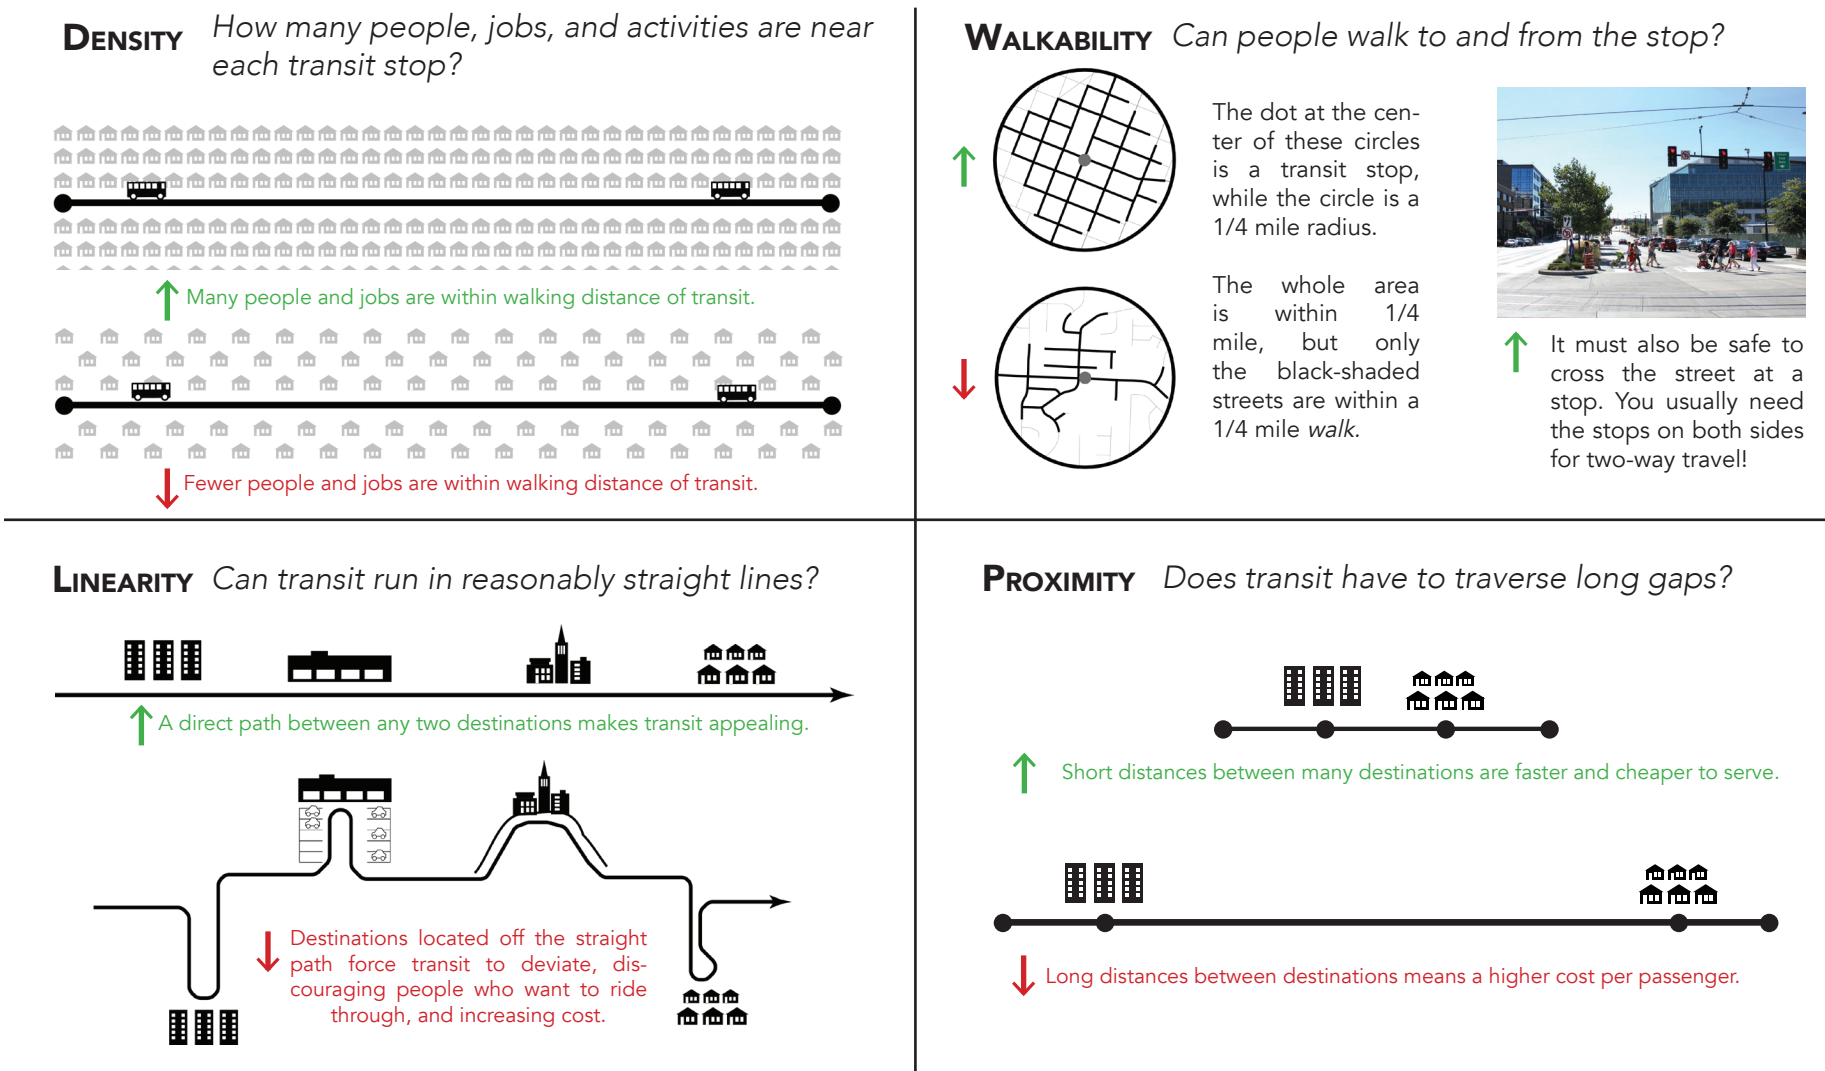 DENSITY How many people, jobs, and activities are near
each transit stop?
Many people and jobs are within walking distance of transit.
Fewer people and jobs are within walking distance of transit.
WALKABILITY Can people walk to and from the stop?
The dot at the cen-
ter of these circles
is a transit stop,
while the circle is a
1/4 mile radius.
The whole area
is within 1/4
mile, but only
the black-shaded
streets are within a
1/4 mile walk.
It must also be safe to
cross the street at a
stop. You usually need
the stops on both sides
for two-way travel!
LINEARITY Can transit run in reasonably straight lines?
A direct path between any two destinations makes transit appealing.
Destinations located off the straight
path force transit to deviate, dis-
couraging people who want to ride
through, and increasing cost.
PROXIMITY Does transit have to traverse long gaps?
Short distances between many destinations are faster and cheaper to serve.
Long distances between destinations means a higher cost per passenger.